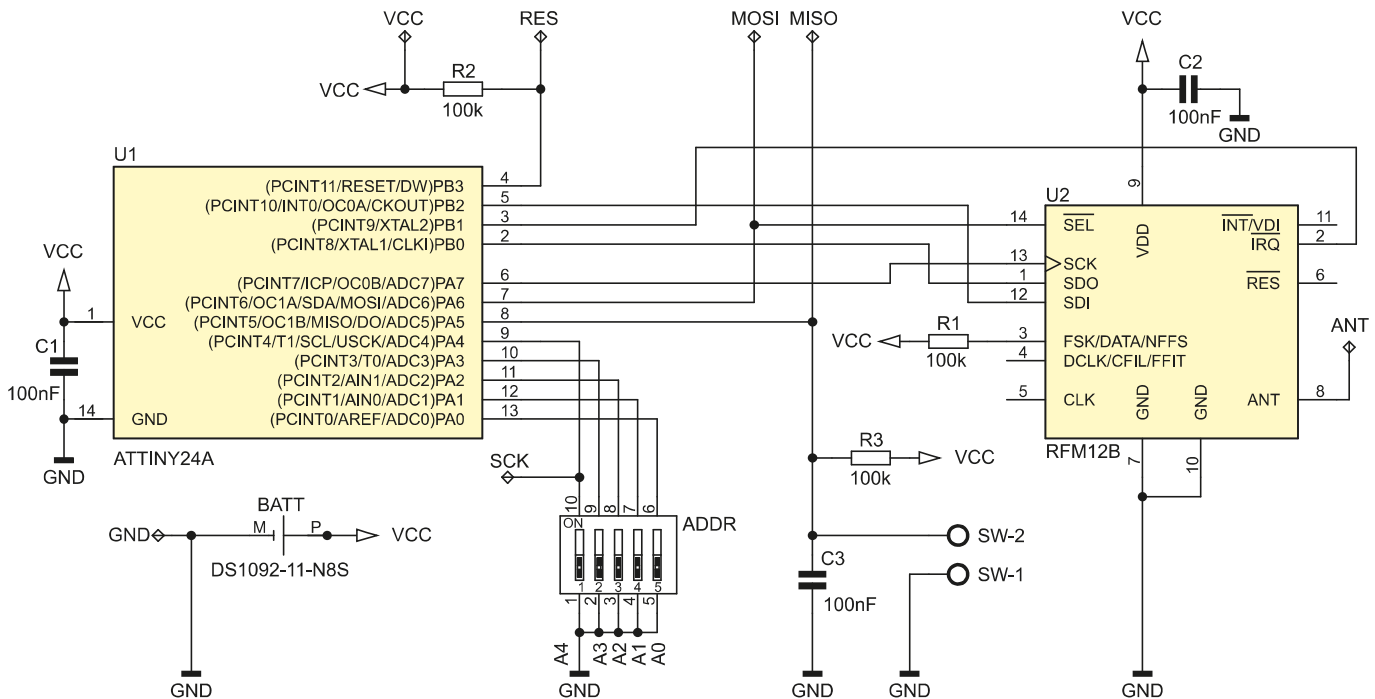 VCC RES MOSI MISO VCC
VCC R2 100k
C2 100nF GND
U1
(PCINT11/RESET/DW)PB3 4
(PCINT10/INT0/OC0A/CKOUT)PB2 5
(PCINT9/XTAL2)PB1 3
(PCINT8/XTAL1/CLKI)PB0 2
(PCINT7/ICP/OC0B/ADC7)PA7 6
(PCINT6/OC1A/SDA/MOSI/ADC6)PA6 7
(PCINT5/OC1B/MISO/DO/ADC5)PA5 8
(PCINT4/T1/SCL/USCK/ADC4)PA4 9
(PCINT3/T0/ADC3)PA3 10
(PCINT2/AIN1/ADC2)PA2 11
(PCINT1/AIN0/ADC1)PA1 12
(PCINT0/AREF/ADC0)PA0 13
VCC
1 VCC
C1
100nF
14 GND
GND
ATTINY24A
U2
9 VDD
14 SEL
13 SCK
1 SDO
12 SDI
3 FSK/DATA/NFFS
4 DCLK/CFIL/FFIT
5 CLK
INT/VDI 11
IRQ 2
RES 6
ANT 8
ANT
GND GND
7 10
RFM12B
VCC R1 100k
R3 100k VCC
SCK
10 9 8 7 6
ON
ADDR
1 2 3 4 5
1 2 3 4 5
A4 A3 A2 A1 A0
GND
BATT
GND M P VCC
DS1092-11-N8S
GND
C3
100nF
GND
SW-2
SW-1
GND
GND